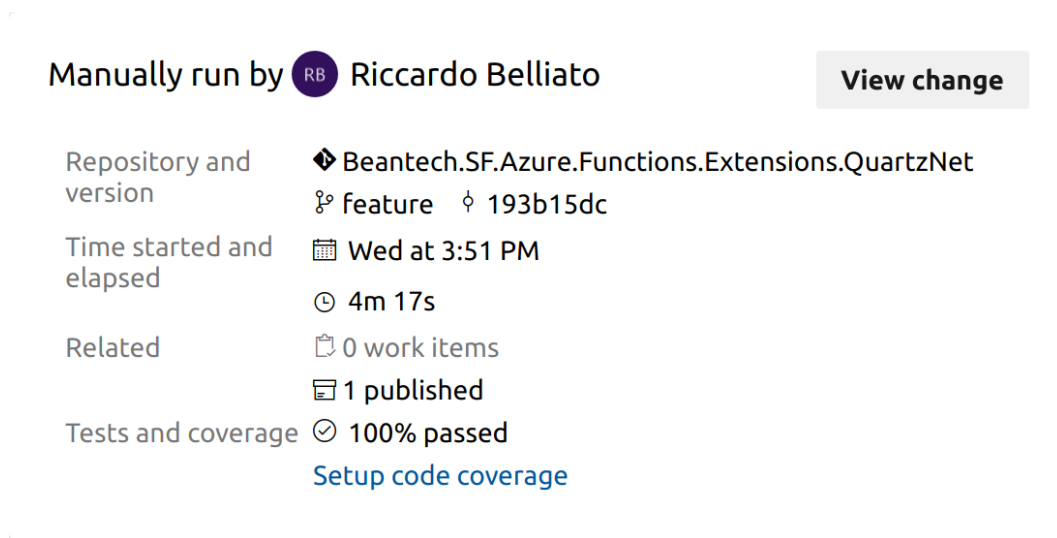 Manually run by RB Riccardo Belliato
View change
Repository and version
Beantech.SF.Azure.Functions.Extensions.QuartzNet
feature 193b15dc
Time started and elapsed
Wed at 3:51 PM
4m 17s
Related
0 work items
1 published
Tests and coverage
100% passed
Setup code coverage